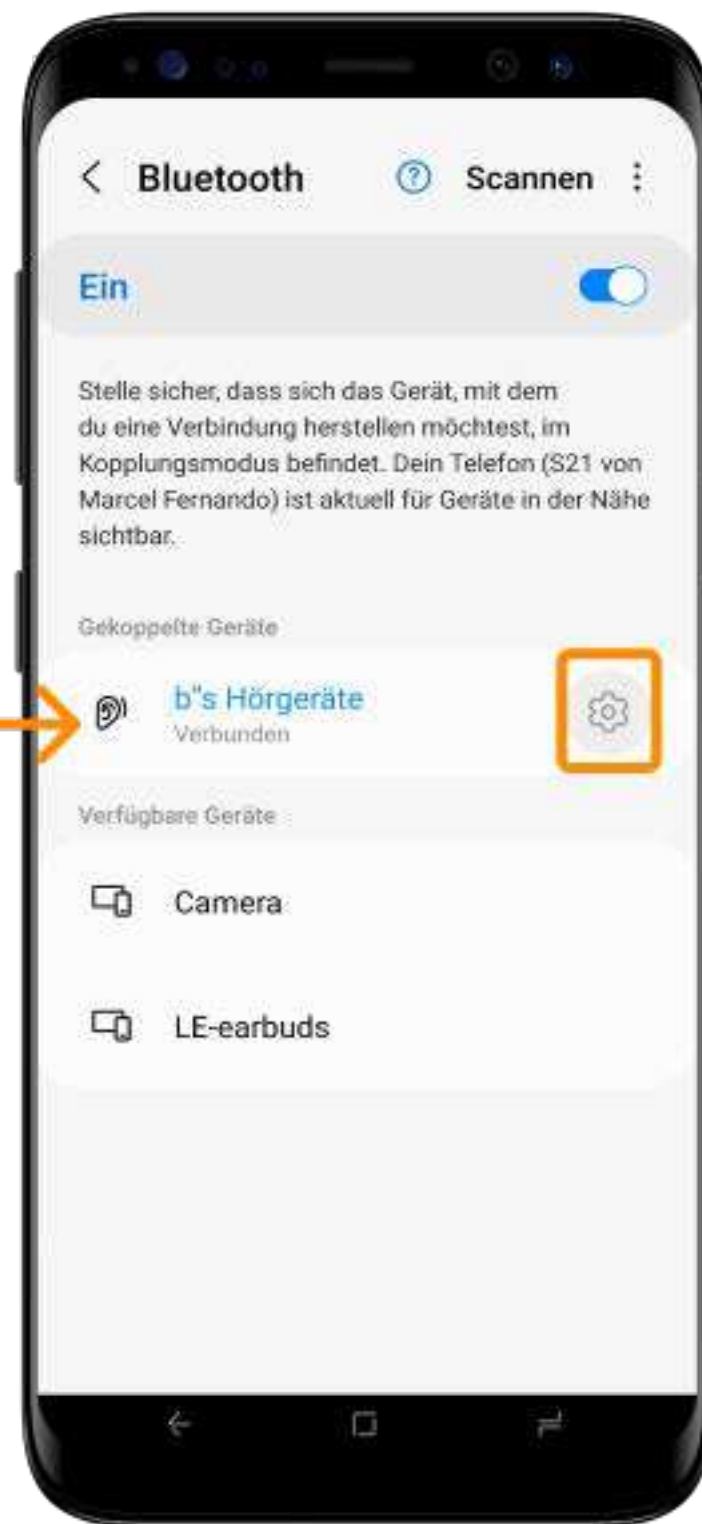 Bluetooth
Scannen
Ein
Stelle sicher, dass sich das Gerät, mit dem
du eine Verbindung herstellen möchtest, im
Kopplungsmodus befindet. Dein Telefon (S21 von
Marcel Fernando) ist aktuell für Geräte in der Nähe
sichtbar.
Gekoppelte Geräte
b"s Hörgeräte
Verbunden
Verfügbare Geräte
Camera
LE-earbuds